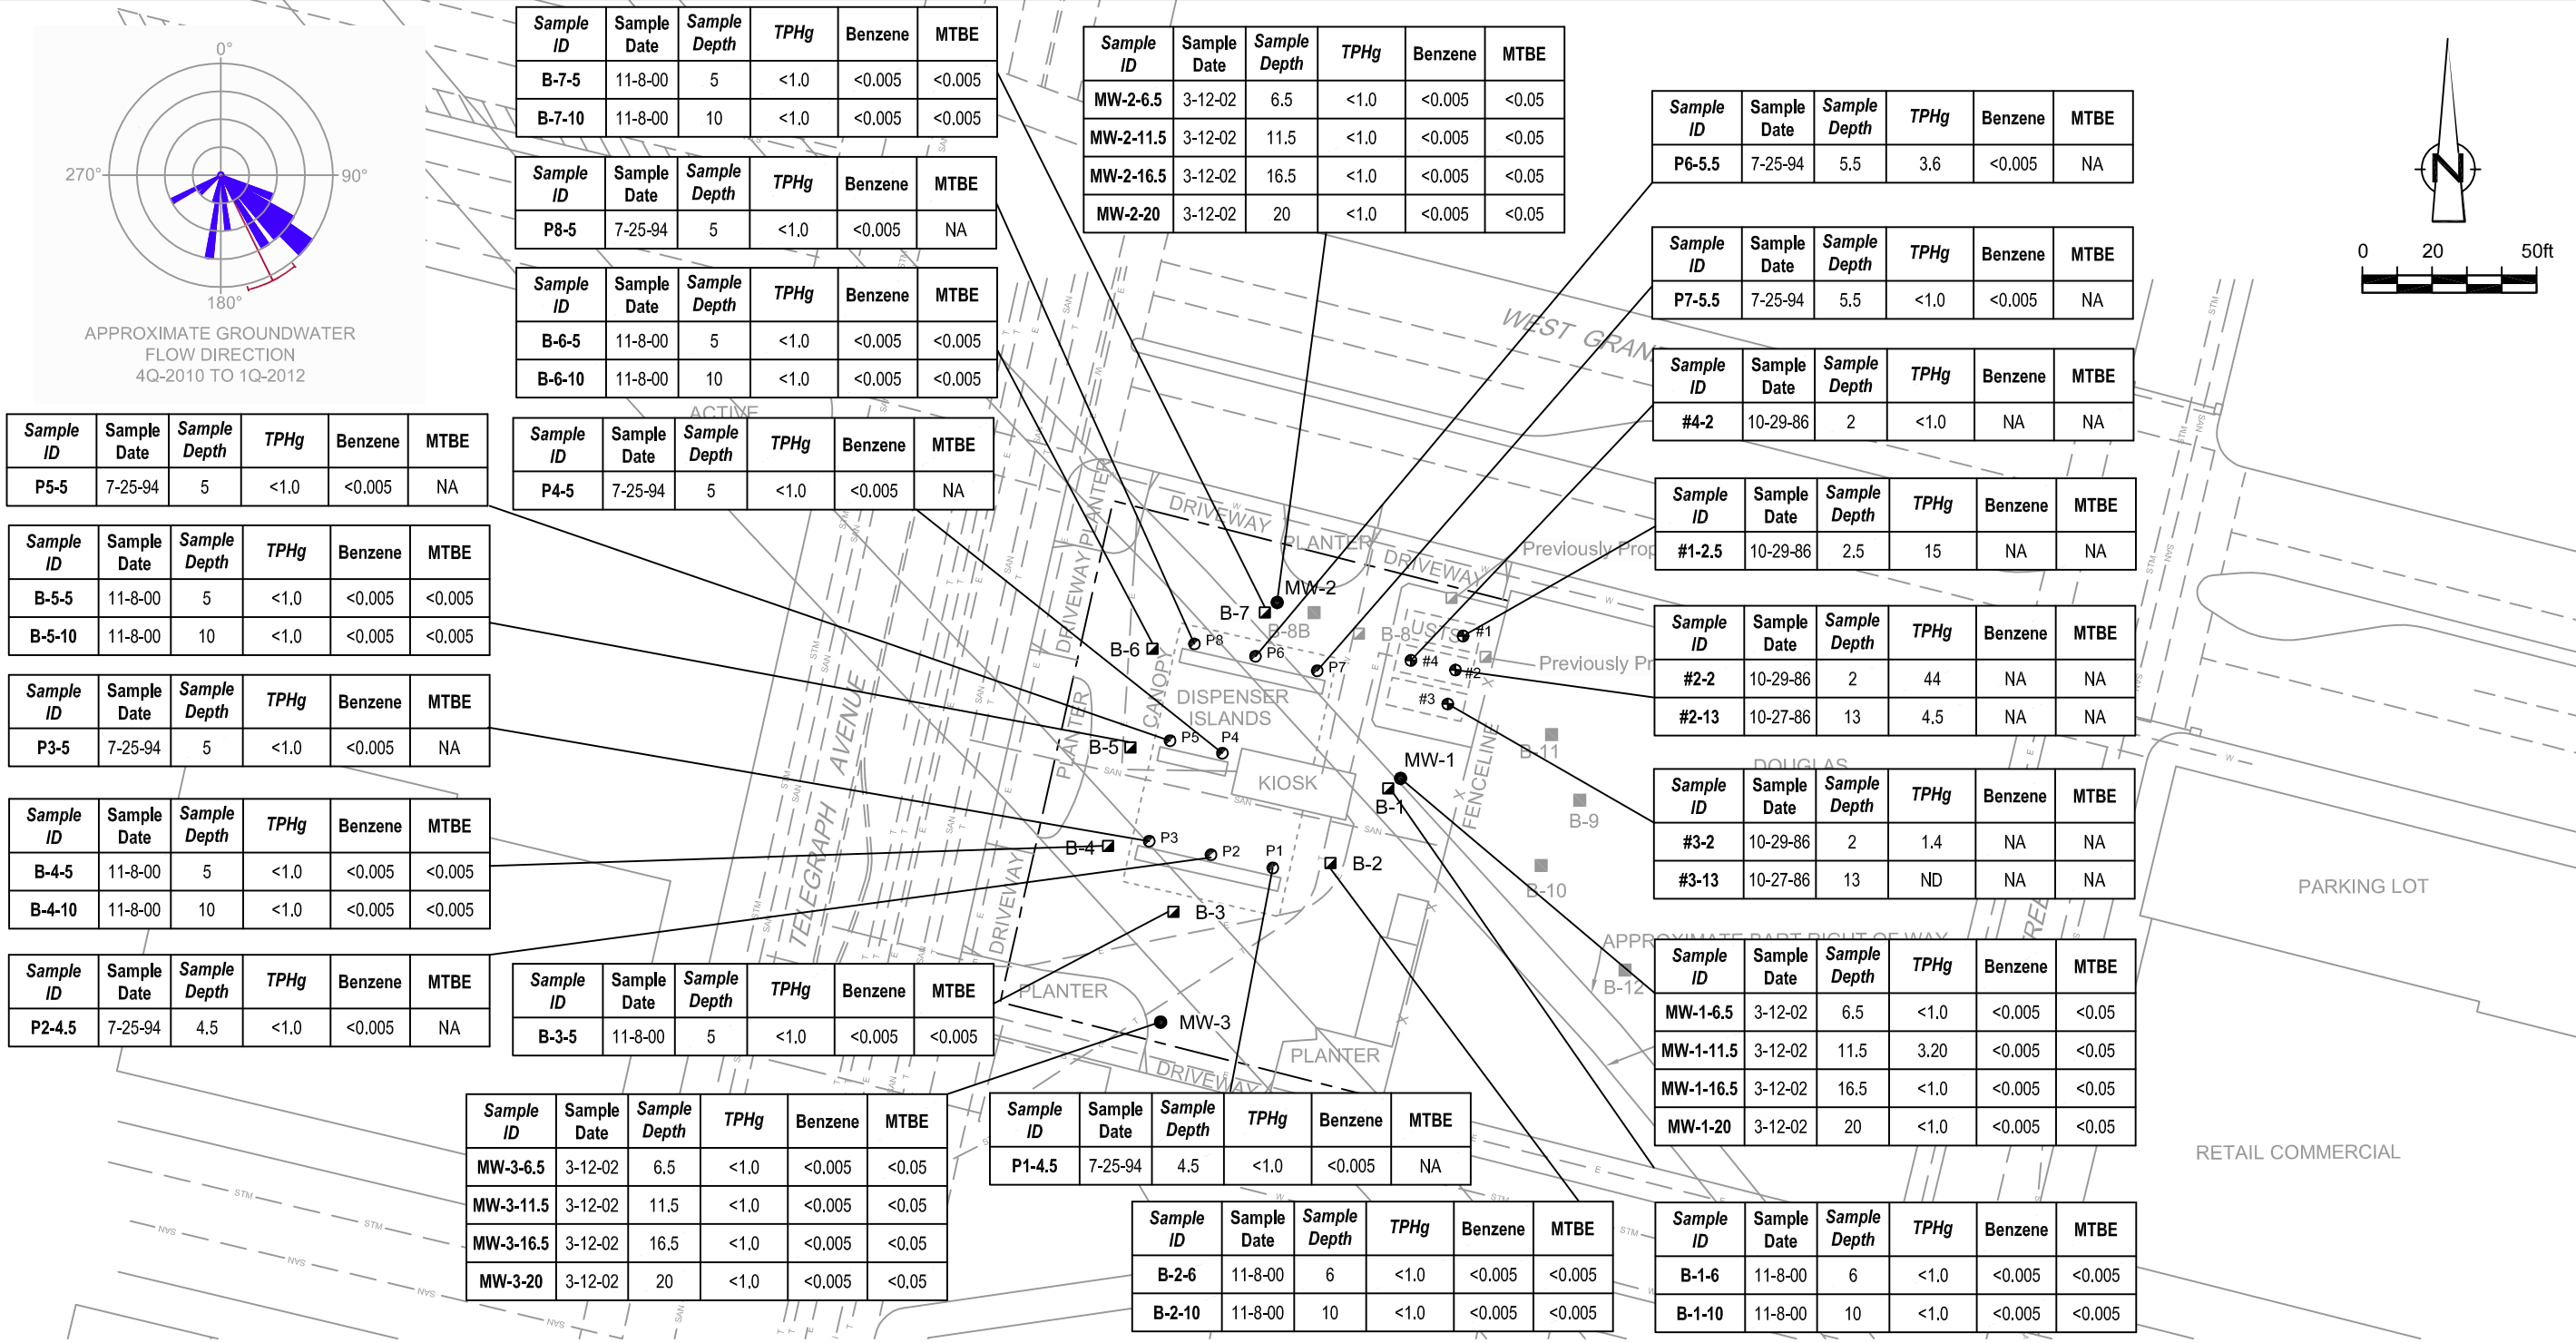 0°
90°
180°
270°
APPROXIMATE GROUNDWATER
FLOW DIRECTION
4Q-2010 TO 1Q-2012
Sample ID Sample Date Sample Depth TPHg Benzene MTBE
B-7-5 11-8-00 5 <1.0 <0.005 <0.005
B-7-10 11-8-00 10 <1.0 <0.005 <0.005
Sample ID Sample Date Sample Depth TPHg Benzene MTBE
P8-5 7-25-94 5 <1.0 <0.005 NA
Sample ID Sample Date Sample Depth TPHg Benzene MTBE
B-6-5 11-8-00 5 <1.0 <0.005 <0.005
B-6-10 11-8-00 10 <1.0 <0.005 <0.005
Sample ID Sample Date Sample Depth TPHg Benzene MTBE
P4-5 7-25-94 5 <1.0 <0.005 NA
Sample ID Sample Date Sample Depth TPHg Benzene MTBE
MW-2-6.5 3-12-02 6.5 <1.0 <0.005 <0.05
MW-2-11.5 3-12-02 11.5 <1.0 <0.005 <0.05
MW-2-16.5 3-12-02 16.5 <1.0 <0.005 <0.05
MW-2-20 3-12-02 20 <1.0 <0.005 <0.05
Sample ID Sample Date Sample Depth TPHg Benzene MTBE
P6-5.5 7-25-94 5.5 3.6 <0.005 NA
Sample ID Sample Date Sample Depth TPHg Benzene MTBE
P7-5.5 7-25-94 5.5 <1.0 <0.005 NA
Sample ID Sample Date Sample Depth TPHg Benzene MTBE
#4-2 10-29-86 2 <1.0 NA NA
Sample ID Sample Date Sample Depth TPHg Benzene MTBE
#1-2.5 10-29-86 2.5 15 NA NA
Sample ID Sample Date Sample Depth TPHg Benzene MTBE
#2-2 10-29-86 2 44 NA NA
#2-13 10-27-86 13 4.5 NA NA
Sample ID Sample Date Sample Depth TPHg Benzene MTBE
#3-2 10-29-86 2 1.4 NA NA
#3-13 10-27-86 13 ND NA NA
Sample ID Sample Date Sample Depth TPHg Benzene MTBE
MW-1-6.5 3-12-02 6.5 <1.0 <0.005 <0.05
MW-1-11.5 3-12-02 11.5 3.20 <0.005 <0.05
MW-1-16.5 3-12-02 16.5 <1.0 <0.005 <0.05
MW-1-20 3-12-02 20 <1.0 <0.005 <0.05
Sample ID Sample Date Sample Depth TPHg Benzene MTBE
B-1-6 11-8-00 6 <1.0 <0.005 <0.005
B-1-10 11-8-00 10 <1.0 <0.005 <0.005
N
0 20 50ft
Sample ID Sample Date Sample Depth TPHg Benzene MTBE
P5-5 7-25-94 5 <1.0 <0.005 NA
Sample ID Sample Date Sample Depth TPHg Benzene MTBE
B-5-5 11-8-00 5 <1.0 <0.005 <0.005
B-5-10 11-8-00 10 <1.0 <0.005 <0.005
Sample ID Sample Date Sample Depth TPHg Benzene MTBE
P3-5 7-25-94 5 <1.0 <0.005 NA
Sample ID Sample Date Sample Depth TPHg Benzene MTBE
B-4-5 11-8-00 5 <1.0 <0.005 <0.005
B-4-10 11-8-00 10 <1.0 <0.005 <0.005
Sample ID Sample Date Sample Depth TPHg Benzene MTBE
P2-4.5 7-25-94 4.5 <1.0 <0.005 NA
Sample ID Sample Date Sample Depth TPHg Benzene MTBE
B-3-5 11-8-00 5 <1.0 <0.005 <0.005
Sample ID Sample Date Sample Depth TPHg Benzene MTBE
MW-3-6.5 3-12-02 6.5 <1.0 <0.005 <0.05
MW-3-11.5 3-12-02 11.5 <1.0 <0.005 <0.05
MW-3-16.5 3-12-02 16.5 <1.0 <0.005 <0.05
MW-3-20 3-12-02 20 <1.0 <0.005 <0.05
Sample ID Sample Date Sample Depth TPHg Benzene MTBE
P1-4.5 7-25-94 4.5 <1.0 <0.005 NA
Sample ID Sample Date Sample Depth TPHg Benzene MTBE
B-2-6 11-8-00 6 <1.0 <0.005 <0.005
B-2-10 11-8-00 10 <1.0 <0.005 <0.005
WEST GRAN
ACTIVE
DRIVEWAY
PLANTER
DRIVEWAY
PLANTER
DRIVEWAY
Previously Prop
Previously Pr
MW-2
B-7
B-8B
B-8
USTS
#1
#2
#3
#4
B-6
P8
P6
P7
CANOPY
DISPENSER
ISLANDS
PLANTER
B-5
P5
P4
KIOSK
MW-1
B-1
FENCELINE
B-11
B-9
B-10
B-12
DOUGLAS
TELEGRAPH AVENUE
B-4
P3
P2
P1
B-2
B-3
DRIVEWAY
PLANTER
MW-3
PLANTER
DRIVEWAY
APPROXIMATE BART RIGHT OF WAY
PARKING LOT
RETAIL COMMERCIAL